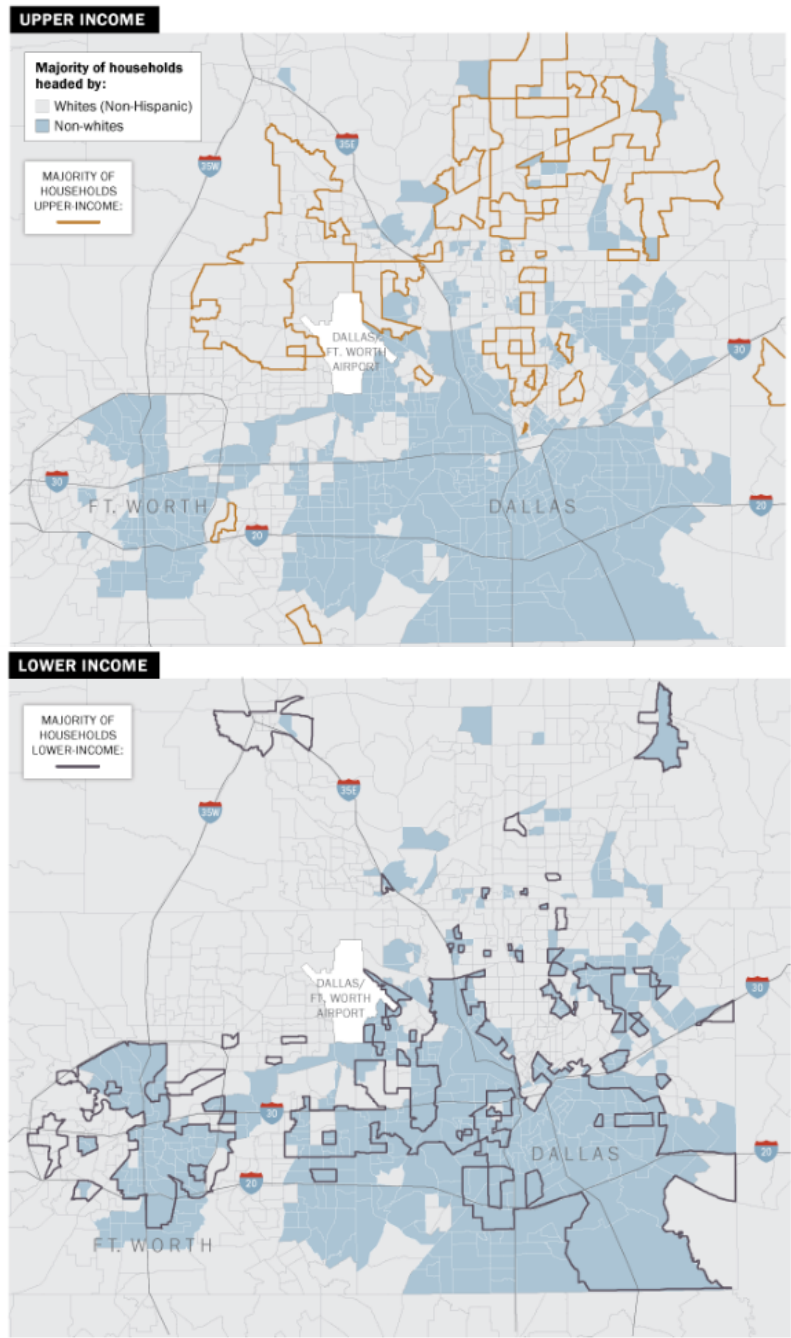 UPPER INCOME
Majority of households
headed by:
Whites (Non-Hispanic)
Non-whites
MAJORITY OF
HOUSEHOLDS
UPPER-INCOME:
35W
35E
DALLAS/
FT. WORTH
AIRPORT
30
30
FT. WORTH
DALLAS
20
20
LOWER INCOME
MAJORITY OF
HOUSEHOLDS
LOWER-INCOME:
35W
35E
DALLAS/
FT. WORTH
AIRPORT
30
30
DALLAS
20
20
FT. WORTH